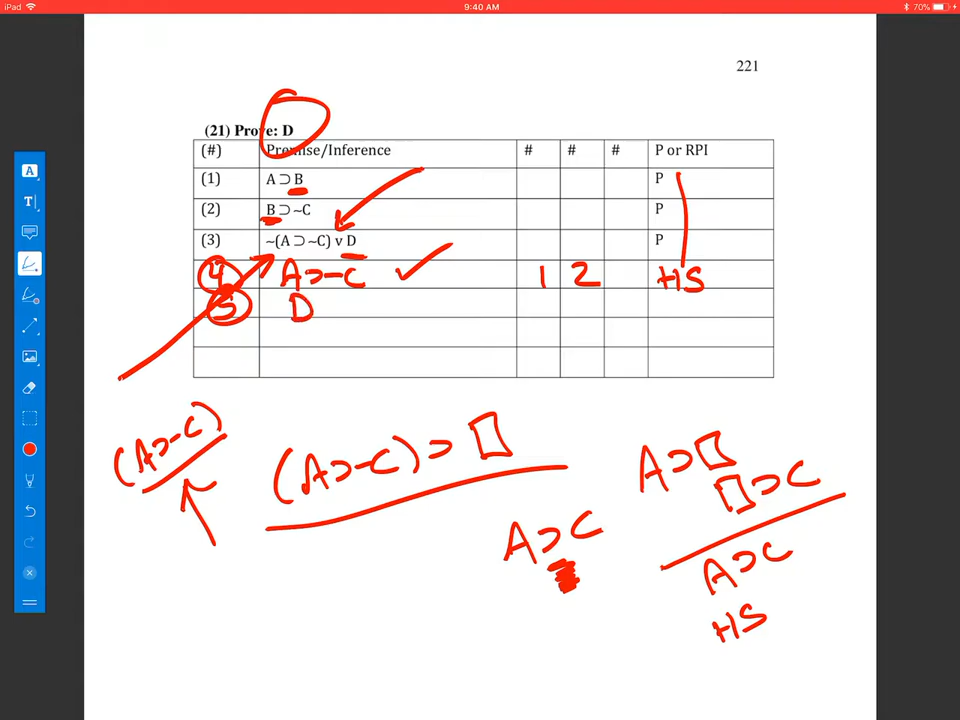 iPad 9:40 AM 70%
221
(21) Prove: D
(#) Premise/Inference # # # P or RPI
(1) A ⊃ B P
(2) B ⊃ ~C P
(3) ~(A ⊃ ~C) v D P
4 A ⊃ ~C 1 2 HS
5 D
(A ⊃ ~C)
(A ⊃ ~C) ⊃
A ⊃
⊃ C
A ⊃ C
A ⊃ C
HS